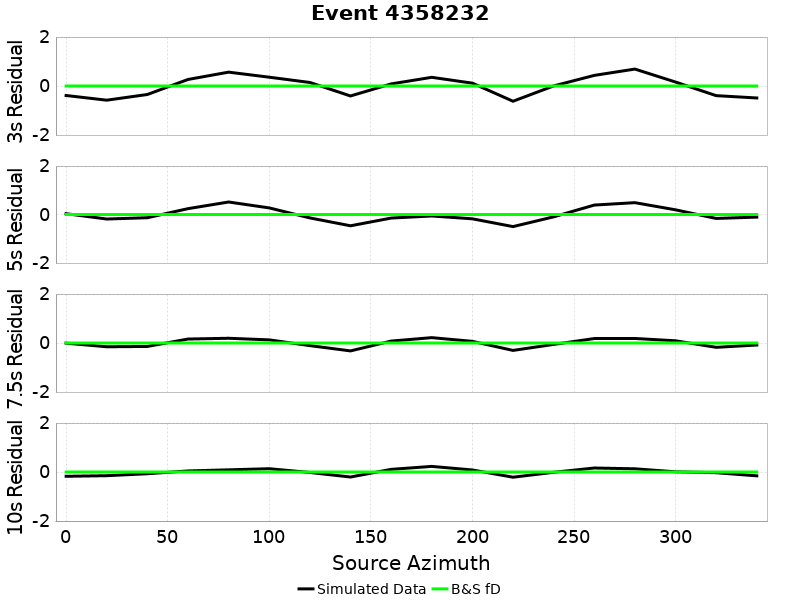 Event 4358232
3s Residual
2
0
-2
5s Residual
2
0
-2
7.5s Residual
2
0
-2
10s Residual
2
0
-2
0 50 100 150 200 250 300
Source Azimuth
Simulated Data B&S fD